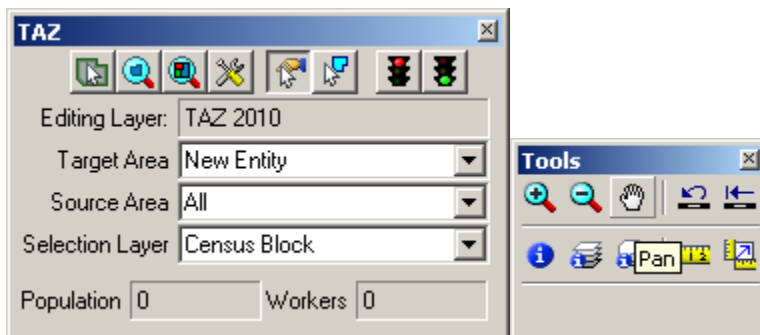 TAZ
Editing Layer: TAZ 2010
Target Area New Entity
Source Area All
Selection Layer Census Block
Population 0 Workers 0
Tools
Pan